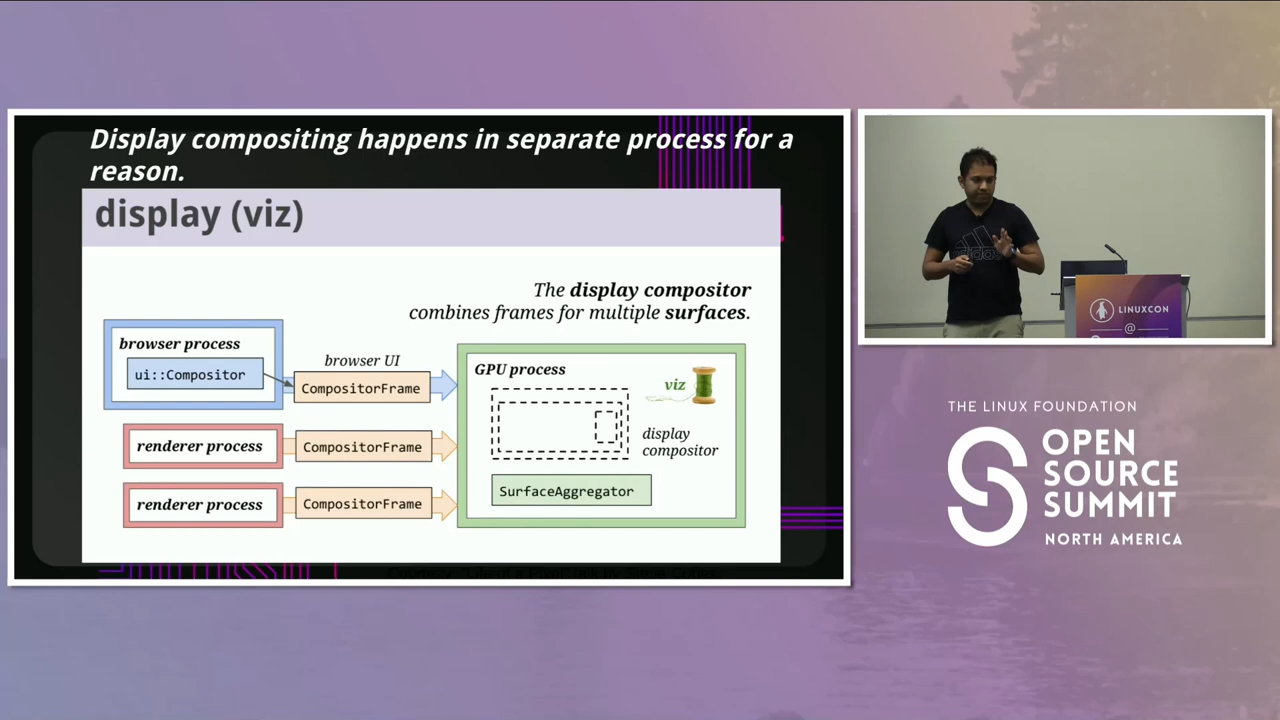 Display compositing happens in separate process for a
reason.
display (viz)
The display compositor
combines frames for multiple surfaces.
browser process
ui::Compositor
browser UI
CompositorFrame
renderer process
CompositorFrame
renderer process
CompositorFrame
GPU process
viz
display
compositor
SurfaceAggregator
adidas
LINUXCON
@
THE LINUX FOUNDATION
OPEN
SOURCE
SUMMIT
NORTH AMERICA